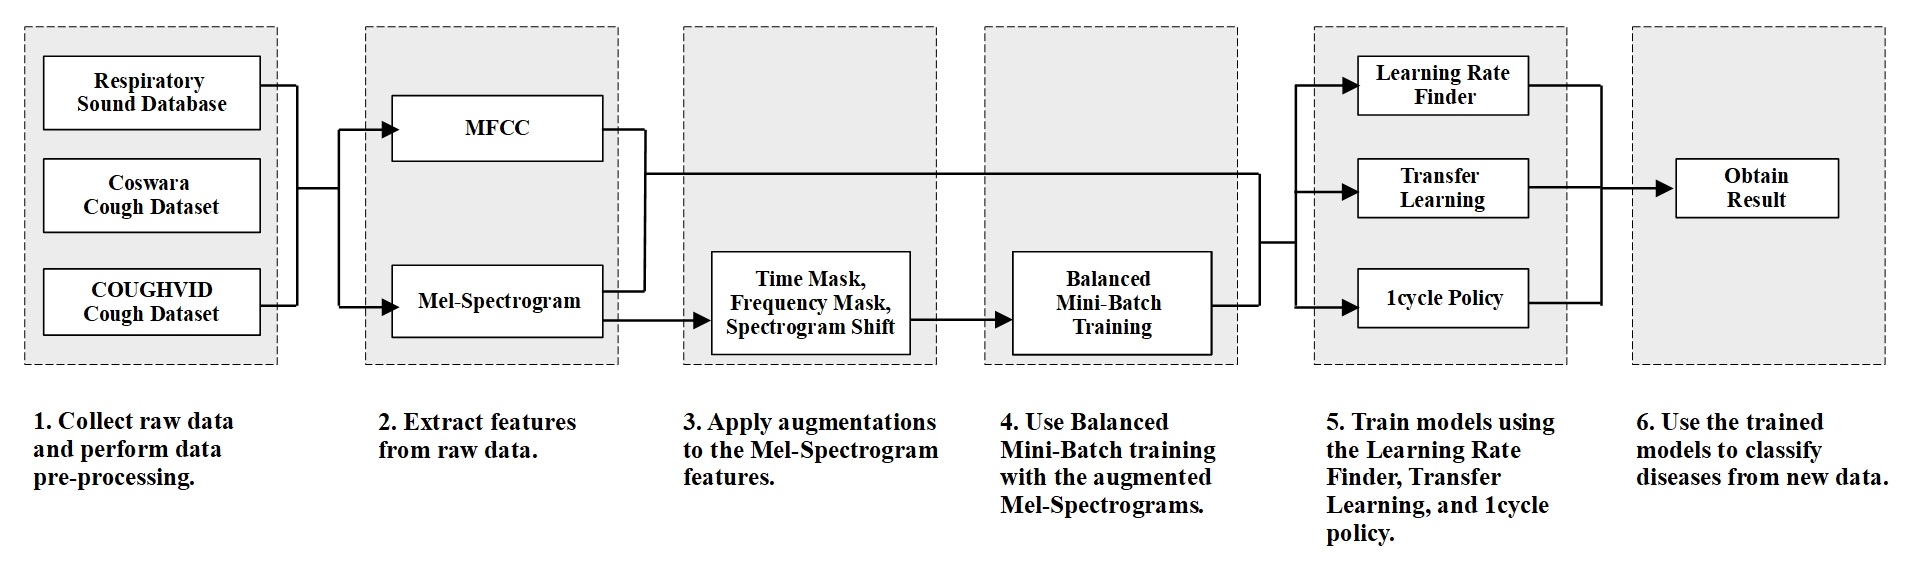 Respiratory
Sound Database
Coswara
Cough Dataset
COUGHVID
Cough Dataset
MFCC
Mel-Spectrogram
Time Mask,
Frequency Mask,
Spectrogram Shift
Balanced
Mini-Batch
Training
Learning Rate
Finder
Transfer
Learning
1cycle Policy
Obtain
Result
1. Collect raw data
and perform data
pre-processing.
2. Extract features
from raw data.
3. Apply augmentations
to the Mel-Spectrogram
features.
4. Use Balanced
Mini-Batch training
with the augmented
Mel-Spectrograms.
5. Train models using
the Learning Rate
Finder, Transfer
Learning, and 1cycle
policy.
6. Use the trained
models to classify
diseases from new data.